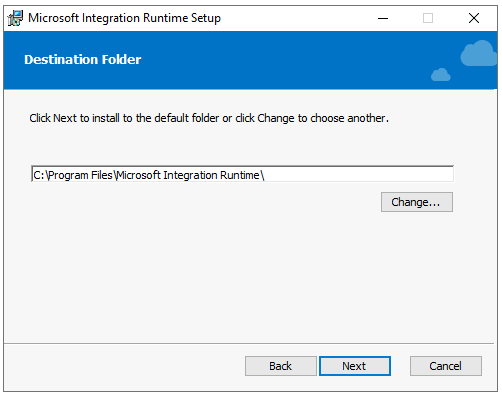 Microsoft Integration Runtime Setup
Destination Folder
Click Next to install to the default folder or click Change to choose another.
C:\Program Files\Microsoft Integration Runtime\
Change...
Back
Next
Cancel